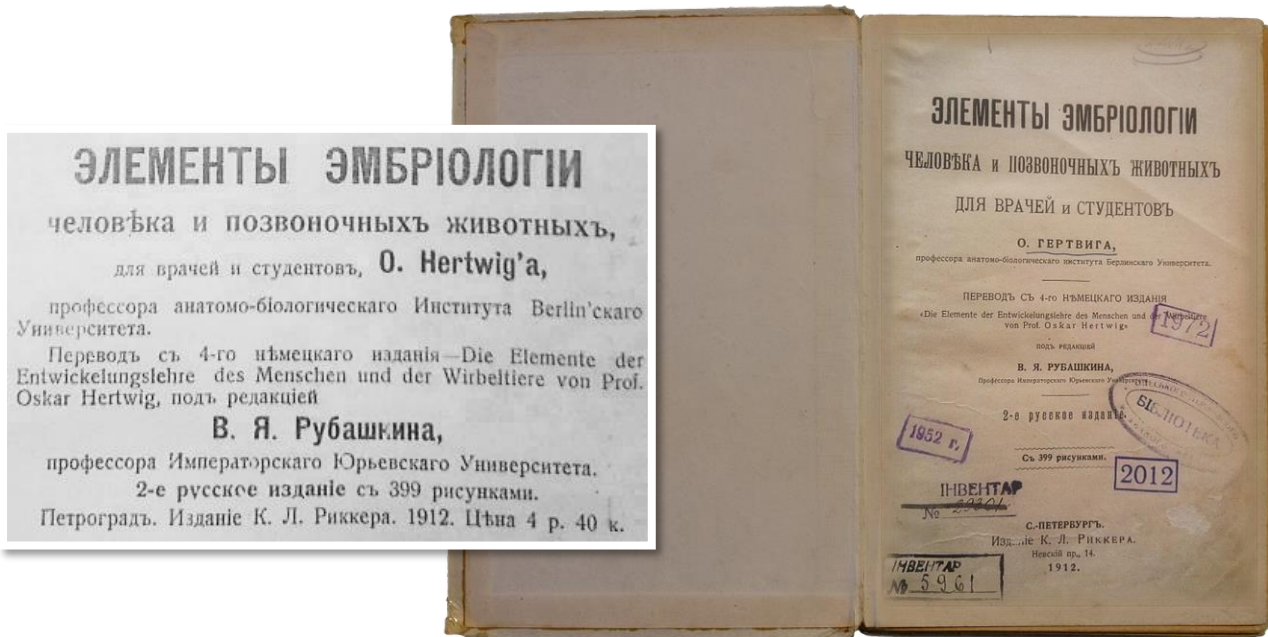 ЭЛЕМЕНТЫ ЭМБРІОЛОГІИ
человѣка и позвоночныхъ животныхъ,
для врачей и студентовъ, O. Hertwig'а,
профессора анатомо-біологическаго Института Berlin'скаго
Университета.
Переводъ съ 4-го нѣмецкаго изданія—Die Elemente der
Entwickelungslehre des Menschen und der Wirbeltiere von Prof.
Oskar Hertwig, подъ редакціей
В. Я. Рубашкина,
профессора Императорскаго Юрьевскаго Университета.
2-е русское изданіе съ 399 рисунками.
Петроградъ. Изданіе К. Л. Риккера. 1912. Цѣна 4 р. 40 к.
ЭЛЕМЕНТЫ ЭМБРІОЛОГІИ
ЧЕЛОВѢКА И ПОЗВОНОЧНЫХЪ ЖИВОТНЫХЪ
ДЛЯ ВРАЧЕЙ И СТУДЕНТОВЪ
О. ГЕРТВИГА,
профессора анатомо-біологическаго института Берлинскаго Университета.
ПЕРЕВОДЪ СЪ 4-го НѢМЕЦКАГО ИЗДАНІЯ
«Die Elemente der Entwickelungslehre des Menschen und der Wirbeltiere
von Prof. Oskar Hertwig»
1972
ПОДЪ РЕДАКЦІЕЙ
В. Я. РУБАШКИНА,
Профессора Императорскаго Юрьевскаго Университета.
2-е русское изданіе
БІБЛІОТЕКА
1952 г.
Съ 399 рисунками.
2012
ІНВЕНТАР
№
С.-ПЕТЕРБУРГЪ.
Изданіе К. Л. РИККЕРА.
Невскій пр., 14.
1912.
ІНВЕНТАР
№ 5961